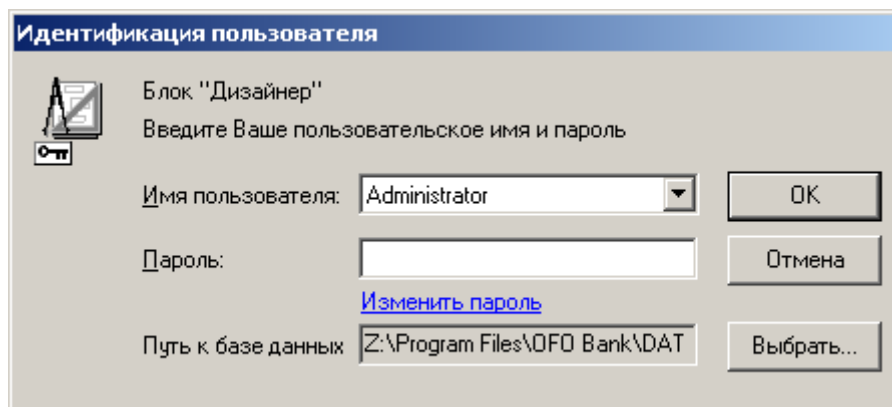 Идентификация пользователя
Блок "Дизайнер"
Введите Ваше пользовательское имя и пароль
Имя пользователя: Administrator OK
Пароль: Отмена
Изменить пароль
Путь к базе данных Z:\Program Files\OFO Bank\DAT Выбрать...